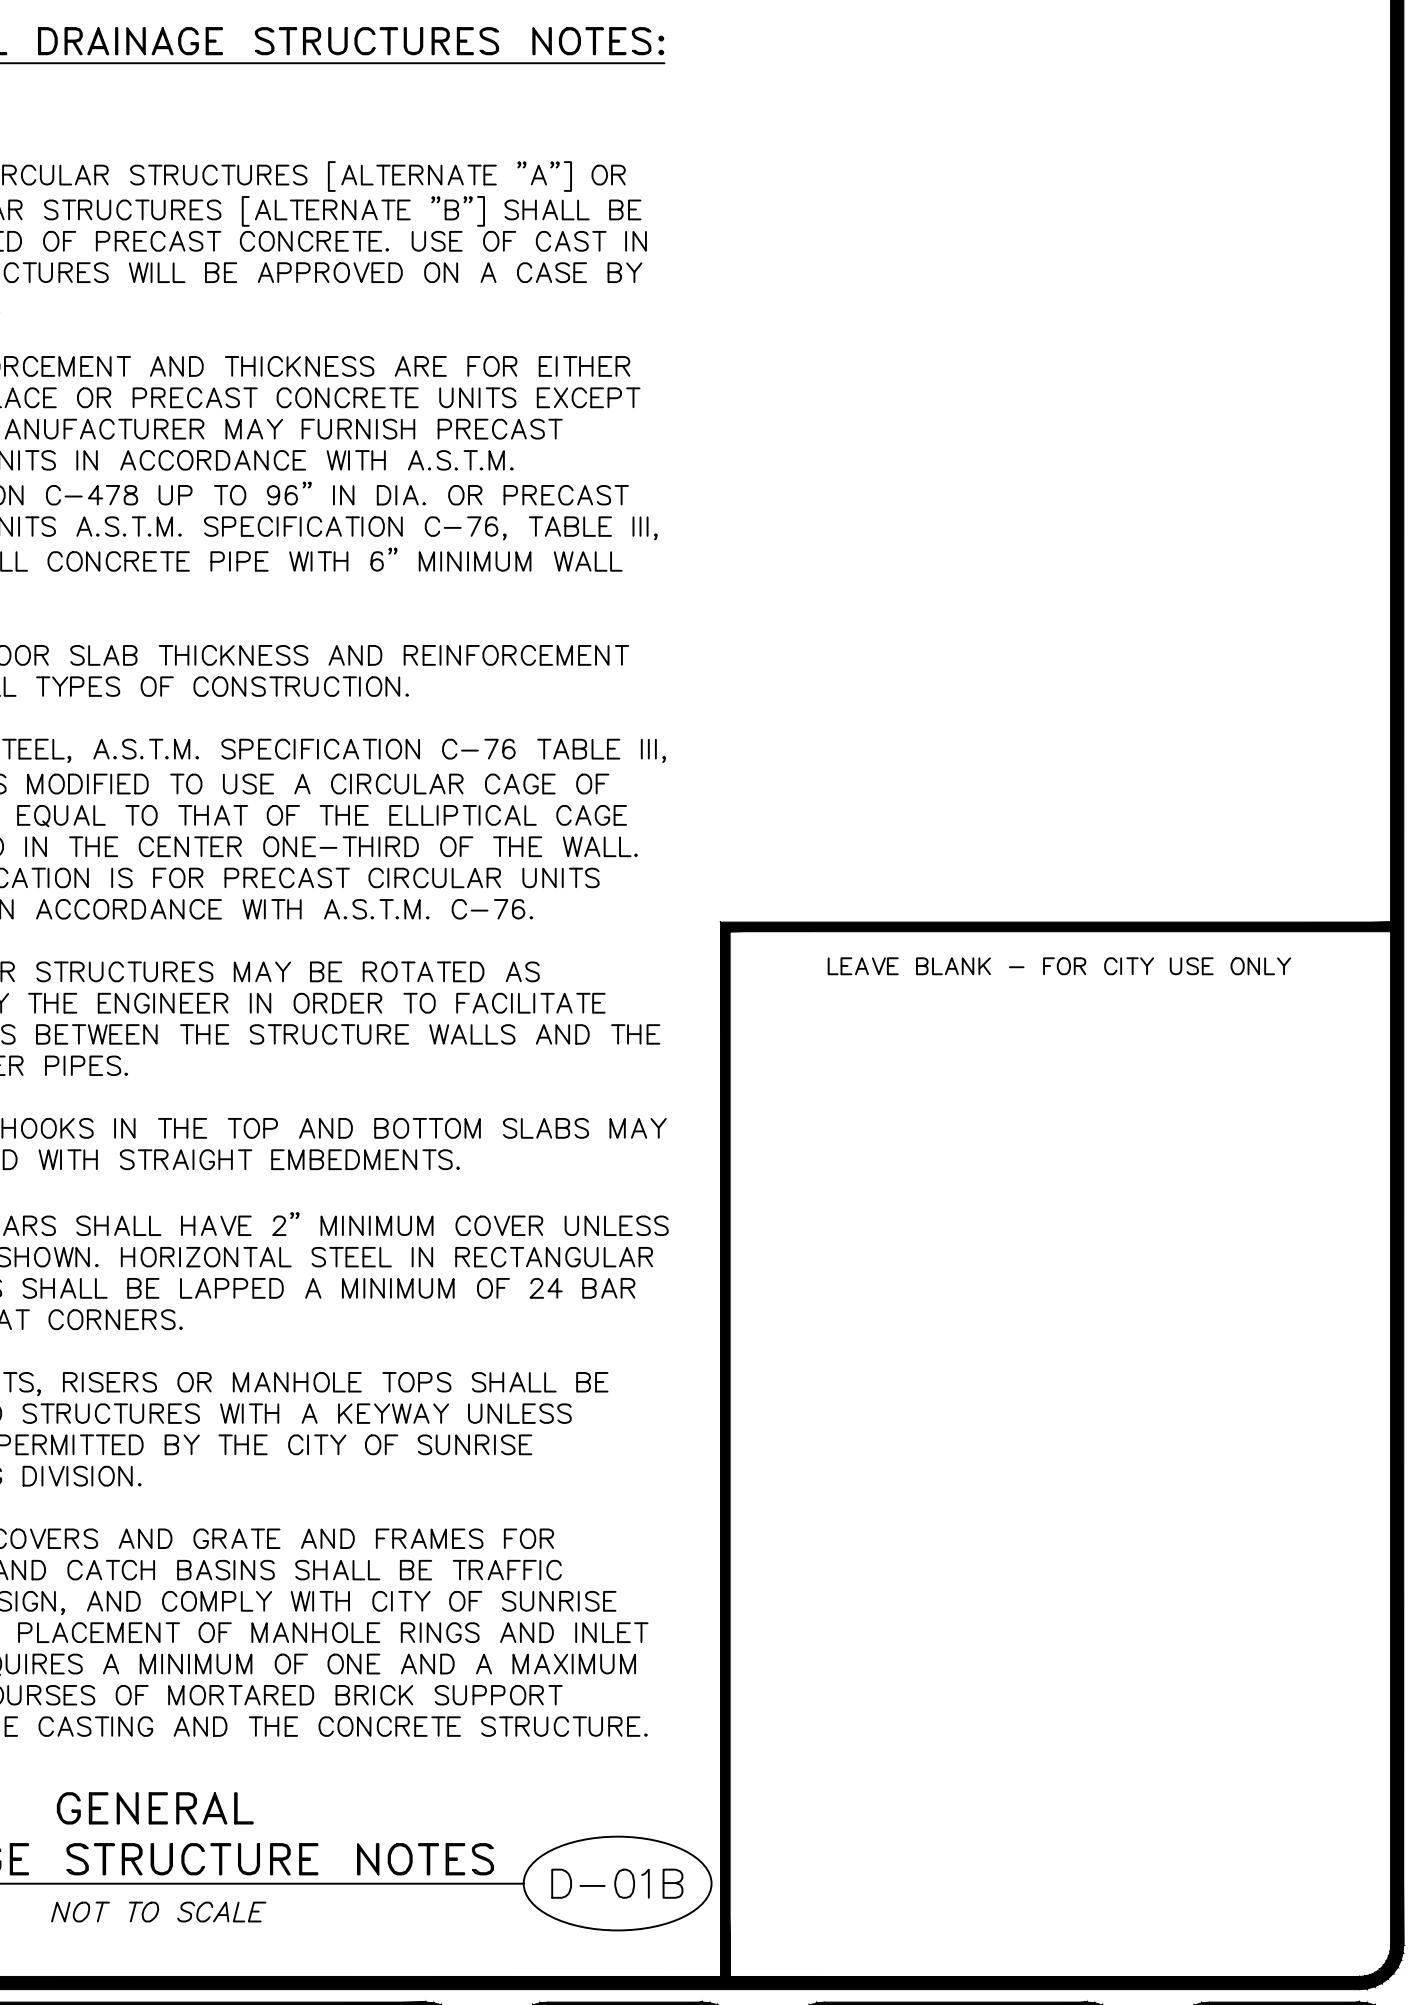 L DRAINAGE STRUCTURES NOTES:
RCULAR STRUCTURES [ALTERNATE "A"] OR
AR STRUCTURES [ALTERNATE "B"] SHALL BE
ED OF PRECAST CONCRETE. USE OF CAST IN
CTURES WILL BE APPROVED ON A CASE BY
ORCEMENT AND THICKNESS ARE FOR EITHER
LACE OR PRECAST CONCRETE UNITS EXCEPT
MANUFACTURER MAY FURNISH PRECAST
NITS IN ACCORDANCE WITH A.S.T.M.
ON C–478 UP TO 96" IN DIA. OR PRECAST
NITS A.S.T.M. SPECIFICATION C–76, TABLE III,
LL CONCRETE PIPE WITH 6" MINIMUM WALL
OOR SLAB THICKNESS AND REINFORCEMENT
LL TYPES OF CONSTRUCTION.
TEEL, A.S.T.M. SPECIFICATION C–76 TABLE III,
S MODIFIED TO USE A CIRCULAR CAGE OF
EQUAL TO THAT OF THE ELLIPTICAL CAGE
D IN THE CENTER ONE–THIRD OF THE WALL.
CATION IS FOR PRECAST CIRCULAR UNITS
N ACCORDANCE WITH A.S.T.M. C–76.
R STRUCTURES MAY BE ROTATED AS
Y THE ENGINEER IN ORDER TO FACILITATE
S BETWEEN THE STRUCTURE WALLS AND THE
ER PIPES.
HOOKS IN THE TOP AND BOTTOM SLABS MAY
D WITH STRAIGHT EMBEDMENTS.
ARS SHALL HAVE 2" MINIMUM COVER UNLESS
SHOWN. HORIZONTAL STEEL IN RECTANGULAR
S SHALL BE LAPPED A MINIMUM OF 24 BAR
AT CORNERS.
TS, RISERS OR MANHOLE TOPS SHALL BE
D STRUCTURES WITH A KEYWAY UNLESS
PERMITTED BY THE CITY OF SUNRISE
G DIVISION.
COVERS AND GRATE AND FRAMES FOR
AND CATCH BASINS SHALL BE TRAFFIC
SIGN, AND COMPLY WITH CITY OF SUNRISE
PLACEMENT OF MANHOLE RINGS AND INLET
QUIRES A MINIMUM OF ONE AND A MAXIMUM
OURSES OF MORTARED BRICK SUPPORT
E CASTING AND THE CONCRETE STRUCTURE.
GENERAL
GE STRUCTURE NOTES
D–01B
NOT TO SCALE
LEAVE BLANK – FOR CITY USE ONLY